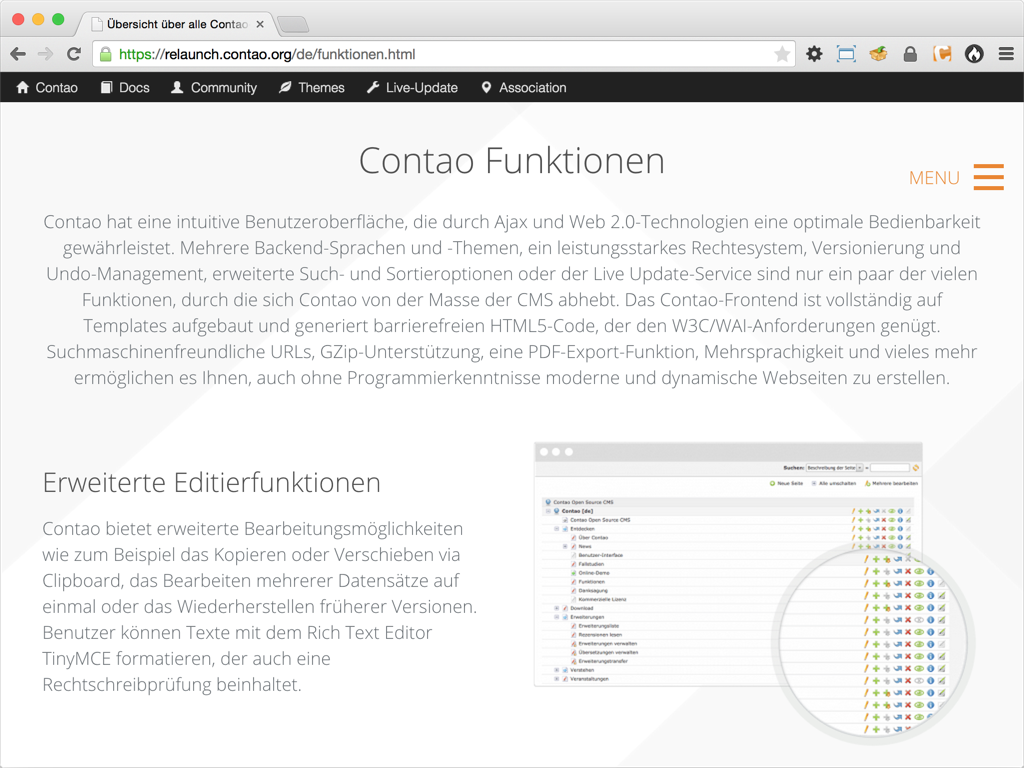 Übersicht über alle Contao
https://relaunch.contao.org/de/funktionen.html
Contao Docs Community Themes Live-Update Association
Contao Funktionen
MENU
Contao hat eine intuitive Benutzeroberfläche, die durch Ajax und Web 2.0-Technologien eine optimale Bedienbarkeit
gewährleistet. Mehrere Backend-Sprachen und -Themen, ein leistungsstarkes Rechtesystem, Versionierung und
Undo-Management, erweiterte Such- und Sortieroptionen oder der Live Update-Service sind nur ein paar der vielen
Funktionen, durch die sich Contao von der Masse der CMS abhebt. Das Contao-Frontend ist vollständig auf
Templates aufgebaut und generiert barrierefreien HTML5-Code, der den W3C/WAI-Anforderungen genügt.
Suchmaschinenfreundliche URLs, GZip-Unterstützung, eine PDF-Export-Funktion, Mehrsprachigkeit und vieles mehr
ermöglichen es Ihnen, auch ohne Programmierkenntnisse moderne und dynamische Webseiten zu erstellen.
Erweiterte Editierfunktionen
Contao bietet erweiterte Bearbeitungsmöglichkeiten
wie zum Beispiel das Kopieren oder Verschieben via
Clipboard, das Bearbeiten mehrerer Datensätze auf
einmal oder das Wiederherstellen früherer Versionen.
Benutzer können Texte mit dem Rich Text Editor
TinyMCE formatieren, der auch eine
Rechtschreibprüfung beinhaltet.
Suchen: Beschreibung der Seite =
Neue Seite Alle umschalten Mehrere bearbeiten
Contao Open Source CMS
Contao [de]
Contao Open Source CMS
Entdecken
Über Contao
News
Benutzer-Interface
Fallstudien
Online-Demo
Funktionen
Danksagung
Kommerzielle Lizenz
Download
Erweiterungen
Erweiterungsliste
Rezensionen lesen
Erweiterungen verwalten
Übersetzungen verwalten
Erweiterungstransfer
Verstehen
Veranstaltungen